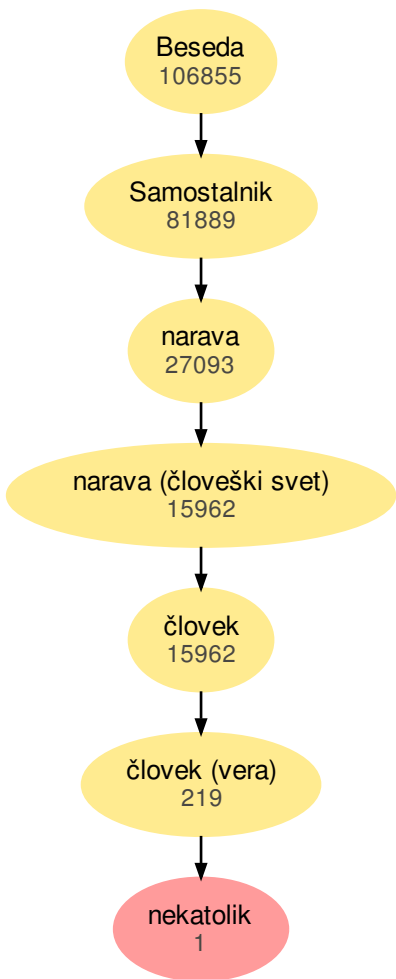 Beseda
106855
Samostalnik
81889
narava
27093
narava (človeški svet)
15962
človek
15962
človek (vera)
219
nekatolik
1